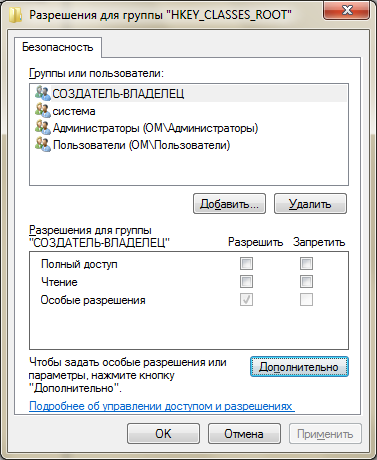 Разрешения для группы "HKEY_CLASSES_ROOT"
Безопасность
Группы или пользователи:
СОЗДАТЕЛЬ-ВЛАДЕЛЕЦ
система
Администраторы (OM\Администраторы)
Пользователи (OM\Пользователи)
Добавить...
Удалить
Разрешения для группы
"СОЗДАТЕЛЬ-ВЛАДЕЛЕЦ"
Разрешить
Запретить
Полный доступ
Чтение
Особые разрешения
Чтобы задать особые разрешения или
параметры, нажмите кнопку
"Дополнительно".
Дополнительно
Подробнее об управлении доступом и разрешениях
ОК
Отмена
Применить